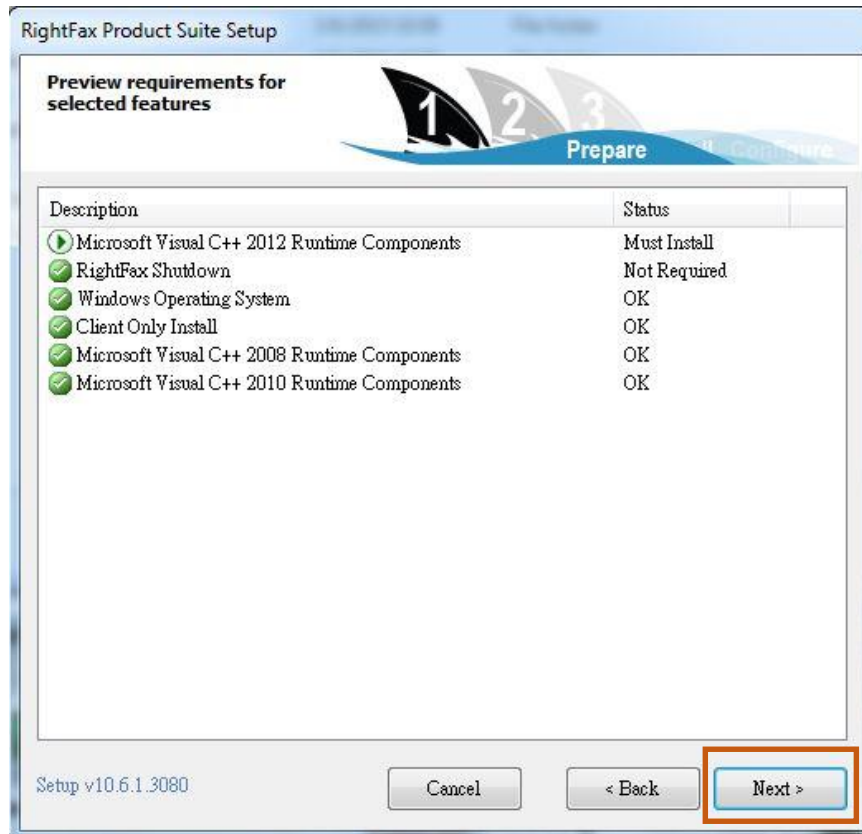 RightFax Product Suite Setup
Preview requirements for
selected features
1 2 3
Prepare Configure
Description Status
Microsoft Visual C++ 2012 Runtime Components Must Install
RightFax Shutdown Not Required
Windows Operating System OK
Client Only Install OK
Microsoft Visual C++ 2008 Runtime Components OK
Microsoft Visual C++ 2010 Runtime Components OK
Setup v10.6.1.3080 Cancel < Back Next >